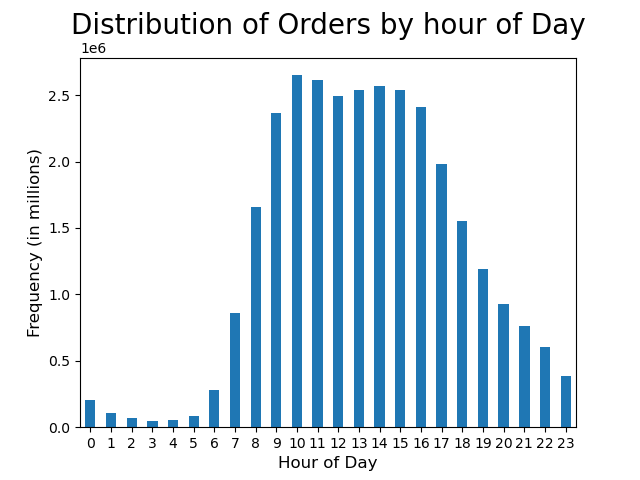 Distribution of Orders by hour of Day
1e6
2.5
2.0
1.5
1.0
0.5
0.0
Frequency (in millions)
0 1 2 3 4 5 6 7 8 9 10 11 12 13 14 15 16 17 18 19 20 21 22 23
Hour of Day